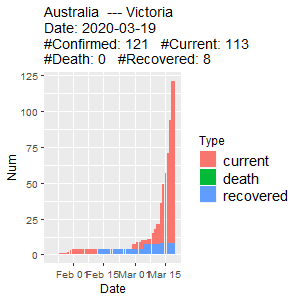 Australia  --- Victoria
Date: 2020-03-19
#Confirmed: 121   #Current: 113
#Death: 0   #Recovered: 8
125
100
75
50
25
0
Num
Feb 01 Feb 15 Mar 01 Mar 15
Date
Type
current
death
recovered